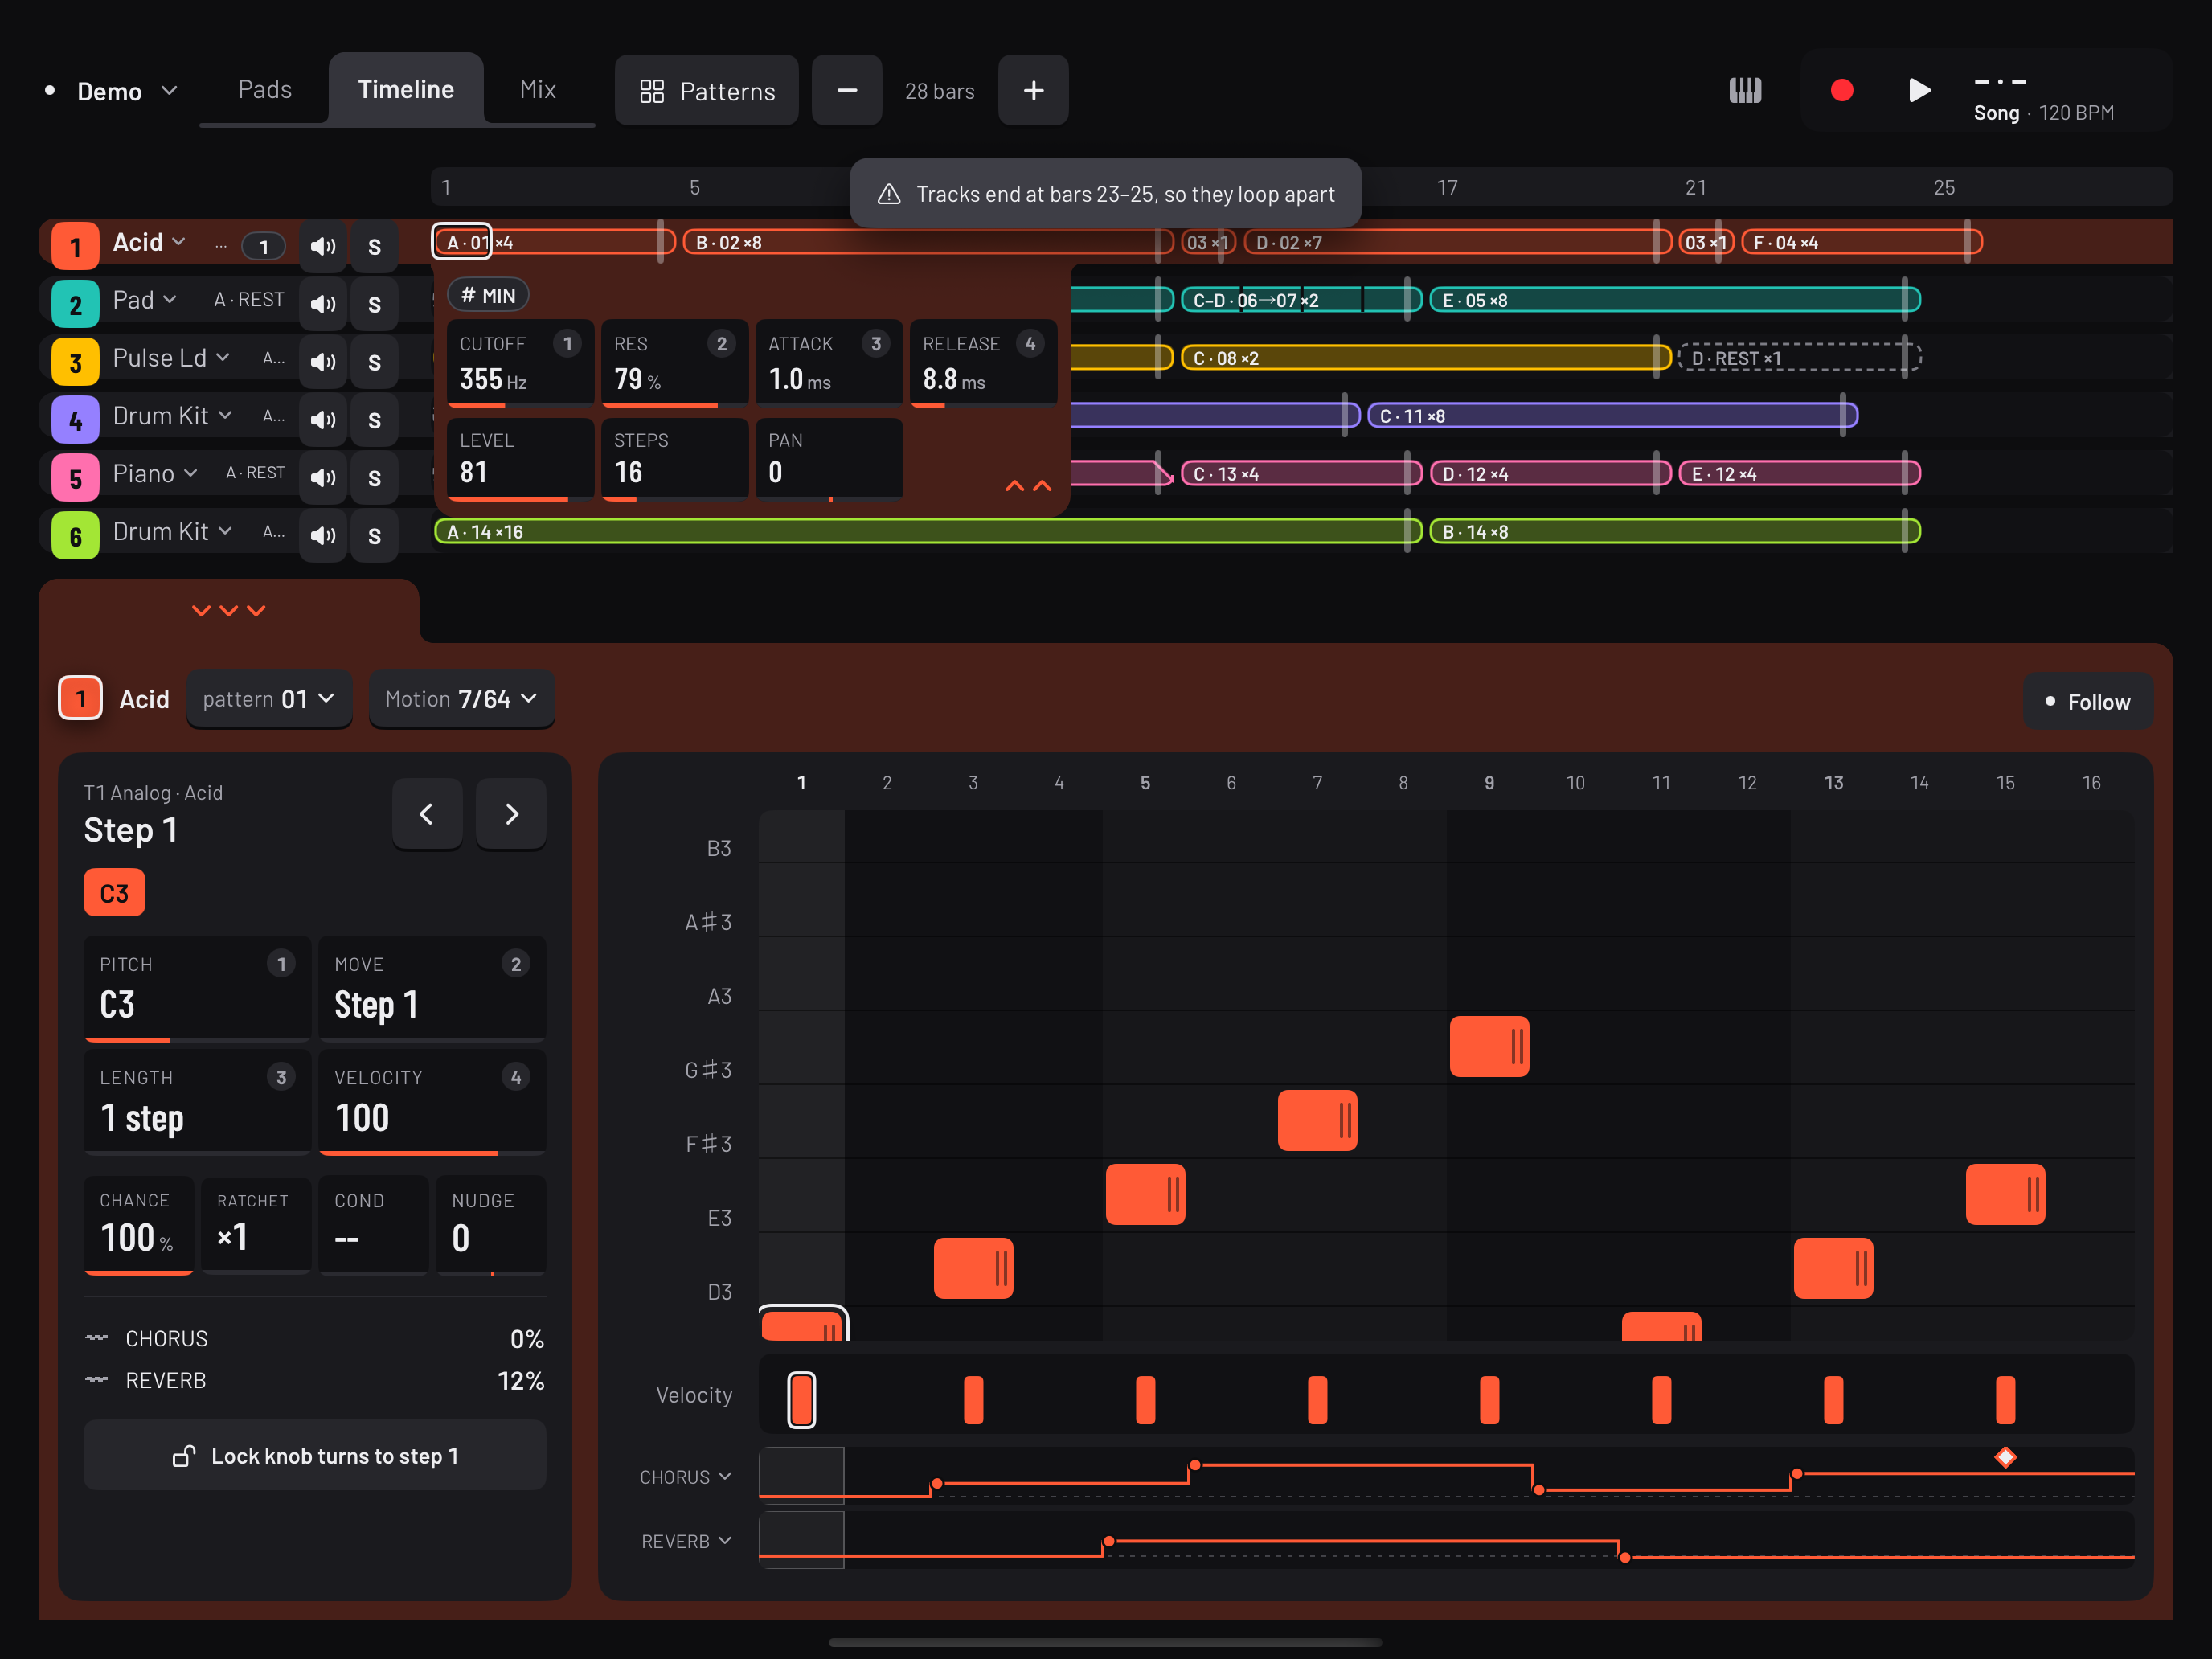 Demo Pads Timeline Mix Patterns − 28 bars +
– · –
Song · 120 BPM
1 5 17 21 25
Tracks end at bars 23–25, so they loop apart
1 Acid ... 1 S A · 01 ×4 B · 02 ×8 03 ×1 D · 02 ×7 03 ×1 F · 04 ×4
2 Pad A · REST S C–D · 06→07 ×2 E · 05 ×8
3 Pulse Ld A... S C · 08 ×2 D · REST ×1
4 Drum Kit A... S C · 11 ×8
5 Piano A · REST S C · 13 ×4 D · 12 ×4 E · 12 ×4
6 Drum Kit A... S A · 14 ×16 B · 14 ×8
# MIN
CUTOFF 1 RES 2 ATTACK 3 RELEASE 4
355 Hz 79 % 1.0 ms 8.8 ms
LEVEL STEPS PAN
81 16 0
1 Acid pattern 01 Motion 7/64 Follow
T1 Analog · Acid
Step 1
C3
PITCH 1 MOVE 2
C3 Step 1
LENGTH 3 VELOCITY 4
1 step 100
CHANCE RATCHET COND NUDGE
100 % ×1 -- 0
CHORUS 0%
REVERB 12%
Lock knob turns to step 1
1 2 3 4 5 6 7 8 9 10 11 12 13 14 15 16
B3
A♯3
A3
G♯3
F♯3
E3
D3
Velocity
CHORUS
REVERB